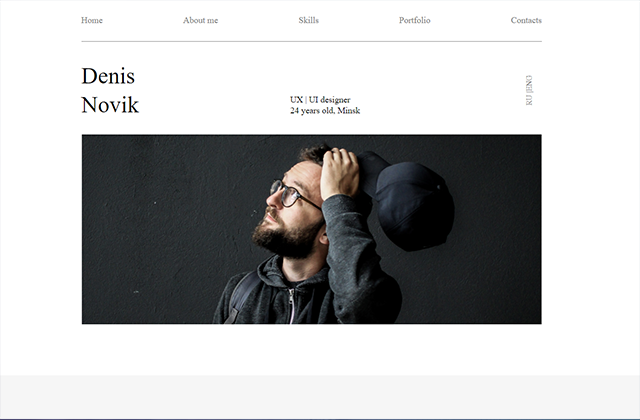 Home
About me
Skills
Portfolio
Contacts
Denis
Novik
UX | UI designer
24 years old, Minsk
RU |ENG